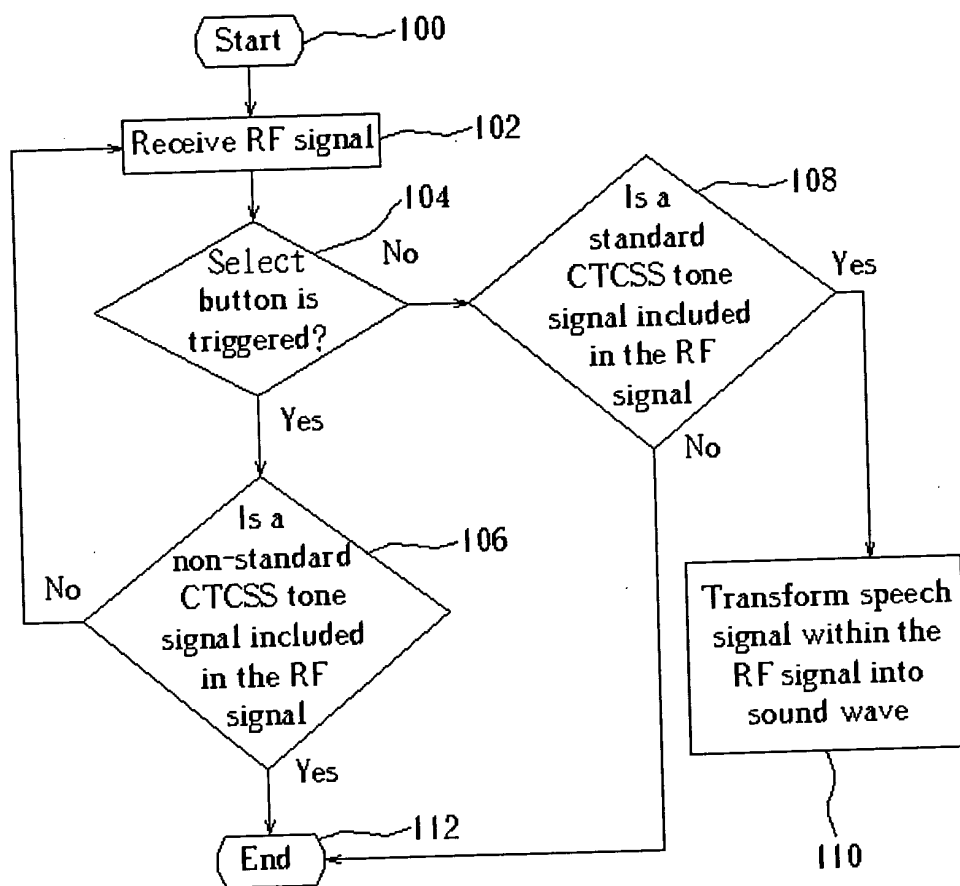 Start
100
Receive RF signal
102
104
Select
button is
triggered?
No
Yes
108
Is a
standard
CTCSS tone
signal included
in the RF
signal
Yes
No
Is a
non-standard
CTCSS tone
signal included
in the RF
signal
106
No
Yes
Transform speech
signal within the
RF signal into
sound wave
110
End
112